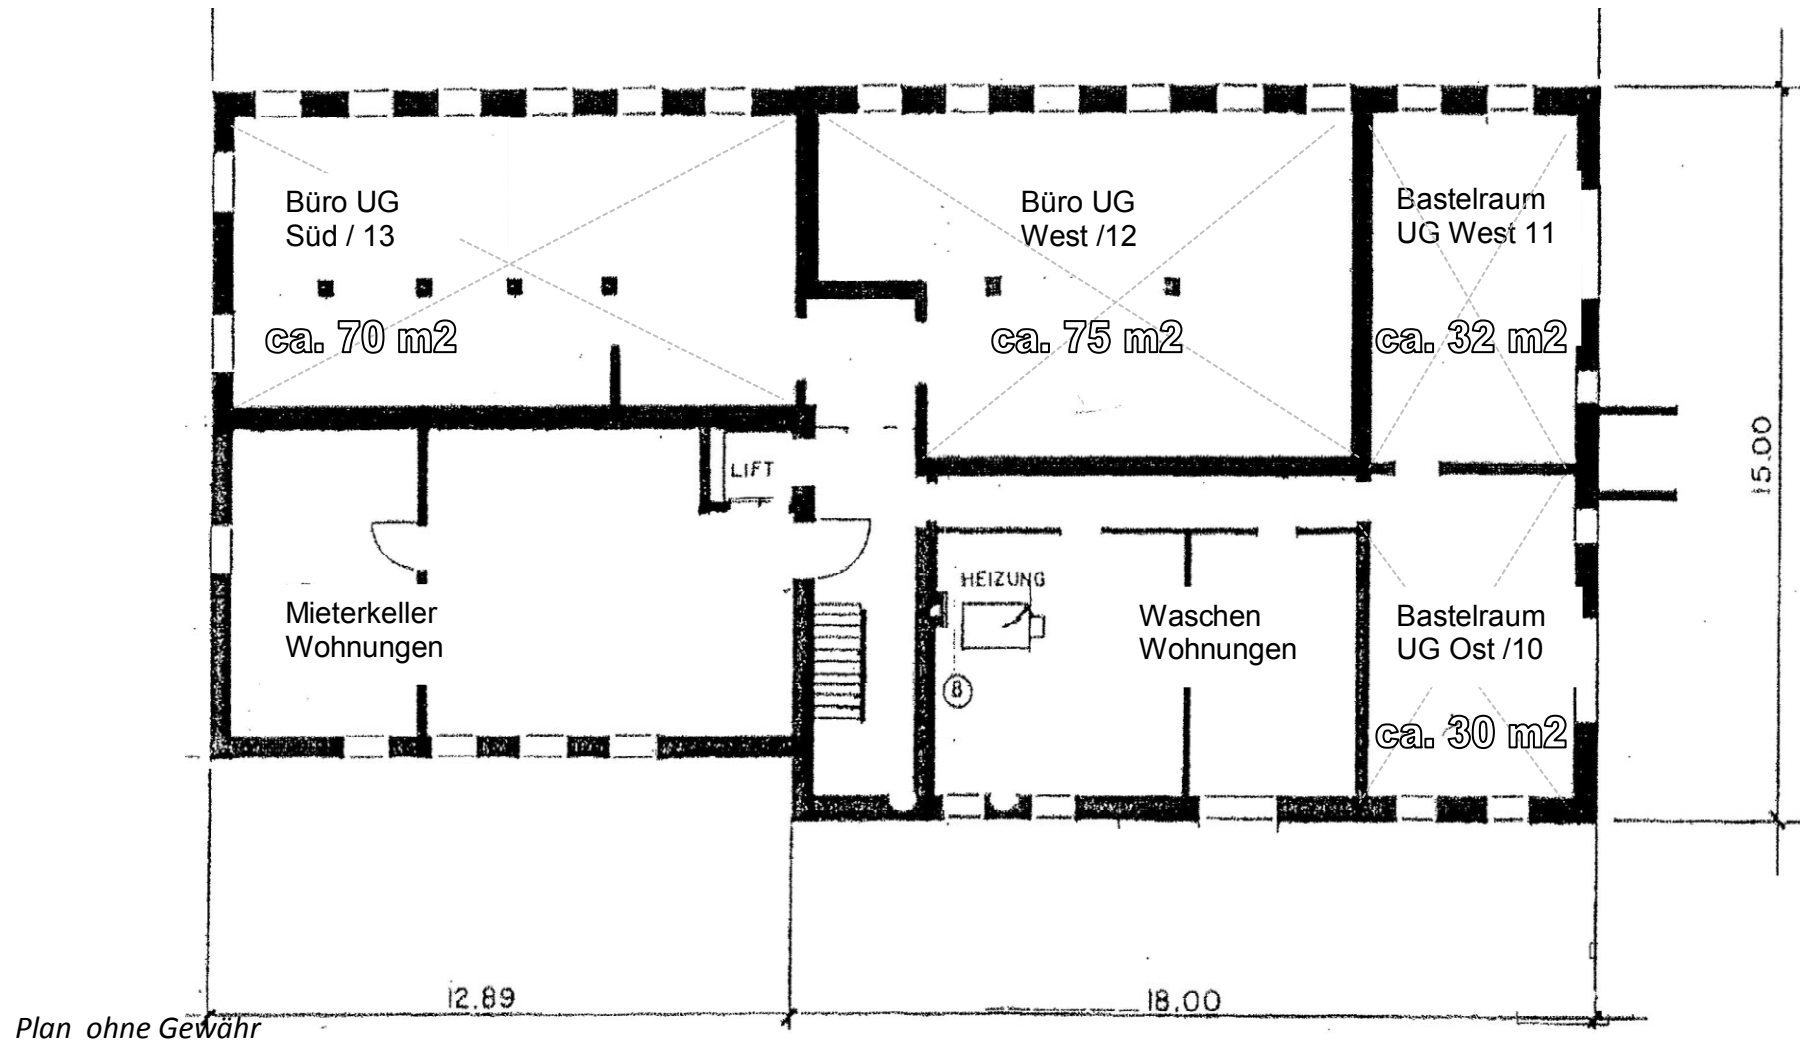 Büro UG
Süd / 13
ca. 70 m2
Büro UG
West /12
ca. 75 m2
Bastelraum
UG West 11
ca. 32 m2
LIFT
15.00
Mieterkeller
Wohnungen
HEIZUNG
8
Waschen
Wohnungen
Bastelraum
UG Ost /10
ca. 30 m2
12.89
18.00
Plan ohne Gewähr